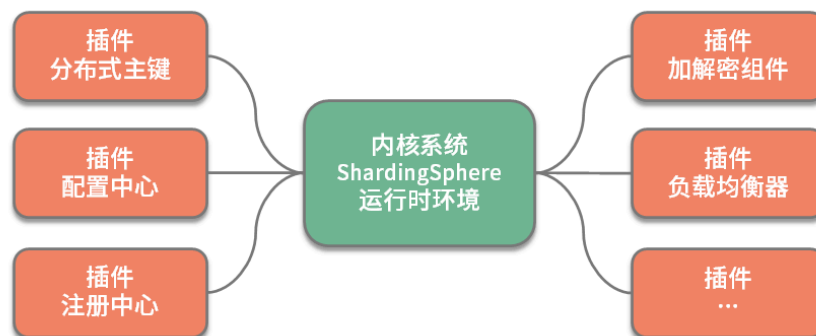 插件
分布式主键
插件
配置中心
插件
注册中心
内核系统
ShardingSphere
运行时环境
插件
加解密组件
插件
负载均衡器
插件
...